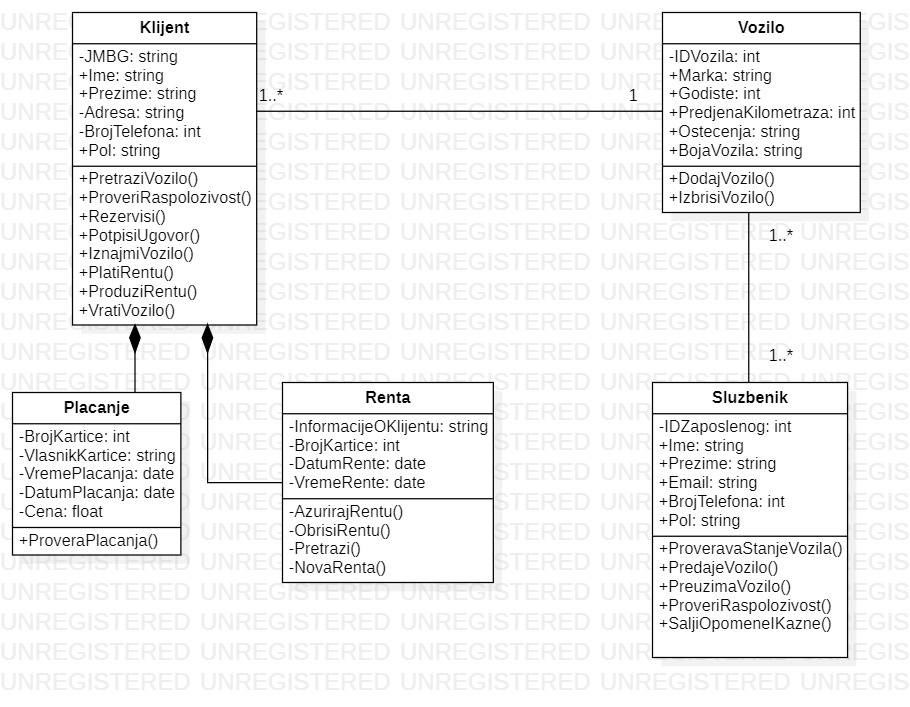 Klijent
-JMBG: string
+Ime: string
+Prezime: string
-Adresa: string
-BrojTelefona: int
+Pol: string
+PretraziVozilo()
+ProveriRaspolozivost()
+Rezervisi()
+PotpisiUgovor()
+IznajmiVozilo()
+PlatiRentu()
+ProduziRentu()
+VratiVozilo()
1..*
1
Vozilo
-IDVozila: int
+Marka: string
+Godiste: int
+PredjenaKilometraza: int
+Ostecenja: string
+BojaVozila: string
+DodajVozilo()
+IzbrisiVozilo()
1..*
1..*
Placanje
-BrojKartice: int
-VlasnikKartice: string
-VremePlacanja: date
-DatumPlacanja: date
-Cena: float
+ProveraPlacanja()
Renta
-InformacijeOKlijentu: string
-BrojKartice: int
-DatumRente: date
-VremeRente: date
-AzurirajRentu()
-ObrisiRentu()
-Pretrazi()
-NovaRenta()
Sluzbenik
-IDZaposlenog: int
+Ime: string
+Prezime: string
+Email: string
+BrojTelefona: int
+Pol: string
+ProveravaStanjeVozila()
+PredajeVozilo()
+PreuzimaVozilo()
+ProveriRaspolozivost()
+SaljiOpomeneIKazne()
UNREGISTERED